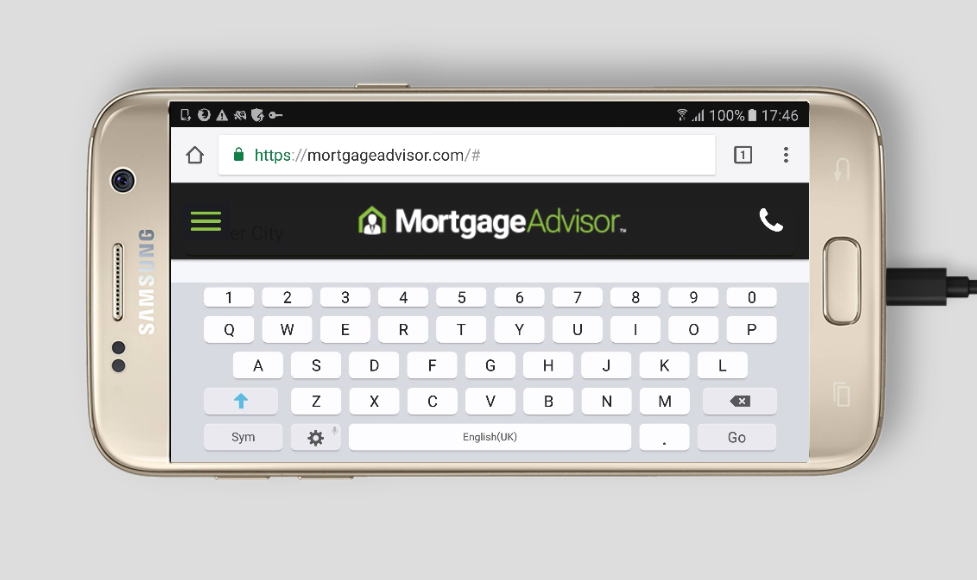 100% 17:46
https://mortgageadvisor.com/# 1
er City
MortgageAdvisor™
SAMSUNG
1 2 3 4 5 6 7 8 9 0
Q W E R T Y U I O P
A S D F G H J K L
Z X C V B N M
Sym English(UK) . Go